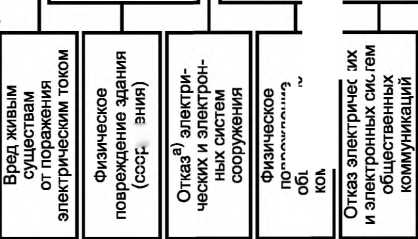 Вред живым
существам
от поражения
электрическим током
Физическое
повреждение здания
Отказ а) электри-
ческих и электрон-
ных систем
сооружения
Физическое
Отказ электрических
и электронных систем
общественных
коммуникаций